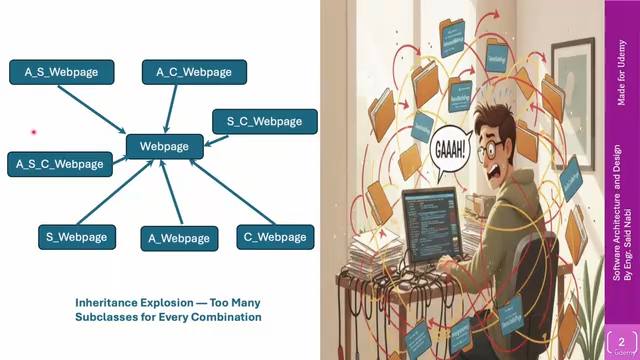 A_S_Webpage
A_C_Webpage
S_C_Webpage
Webpage
A_S_C_Webpage
S_Webpage
A_Webpage
C_Webpage
Inheritance Explosion — Too Many
Subclasses for Every Combination
GAAAH!
Made for Udemy
Software Architecture and Design
By Engr. Said Nabi
2
Udemy